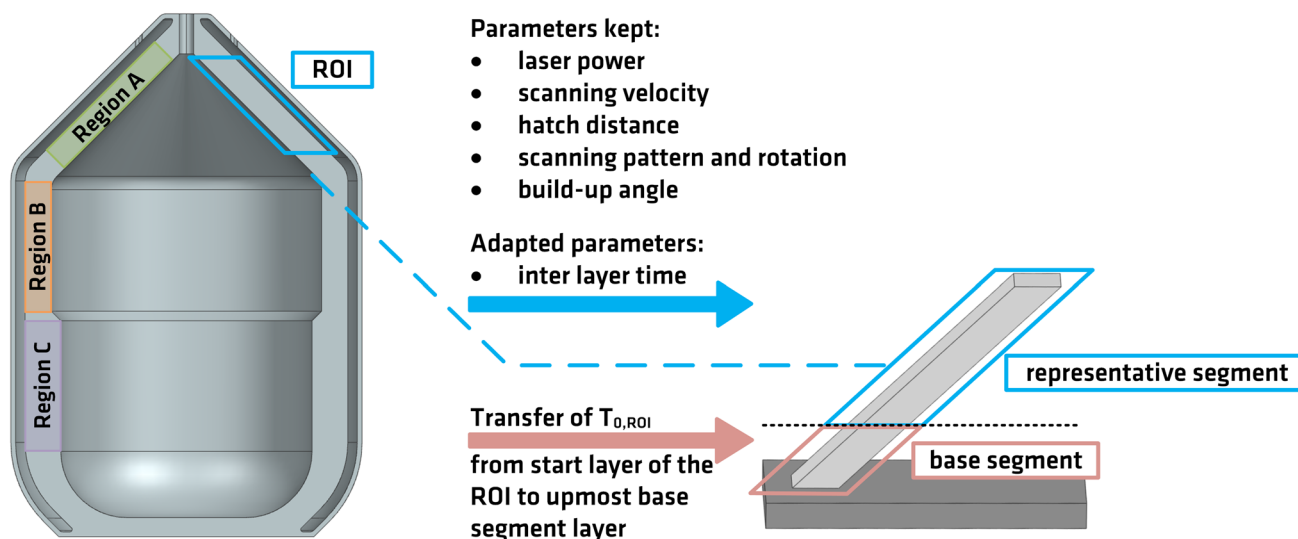 Region A
Region B
Region C
ROI
Parameters kept:
• laser power
• scanning velocity
• hatch distance
• scanning pattern and rotation
• build-up angle
Adapted parameters:
• inter layer time
Transfer of T0,ROI
from start layer of the
ROI to upmost base
segment layer
representative segment
base segment